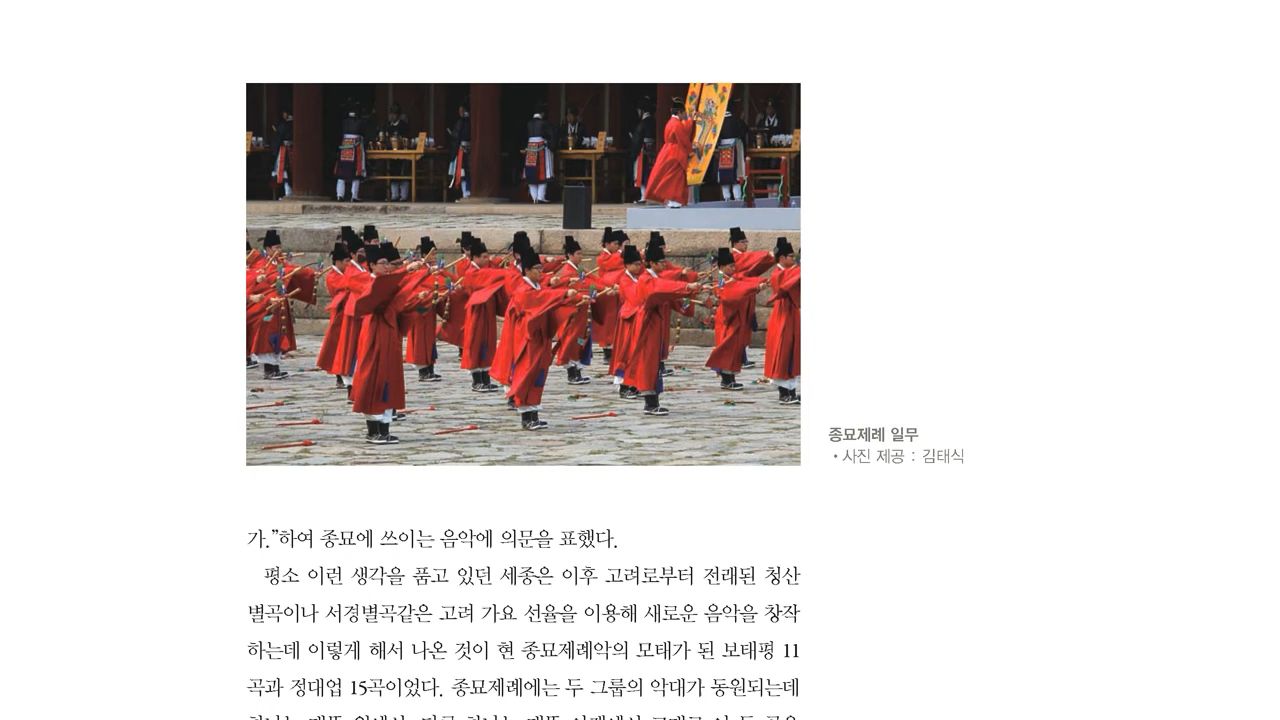 종묘제례 일무
• 사진 제공 : 김태식
가.”하여 종묘에 쓰이는 음악에 의문을 표했다.
평소 이런 생각을 품고 있던 세종은 이후 고려로부터 전래된 청산
별곡이나 서경별곡같은 고려 가요 선율을 이용해 새로운 음악을 창작
하는데 이렇게 해서 나온 것이 현 종묘제례악의 모태가 된 보태평 11
곡과 정대업 15곡이었다. 종묘제례에는 두 그룹의 악대가 동원되는데